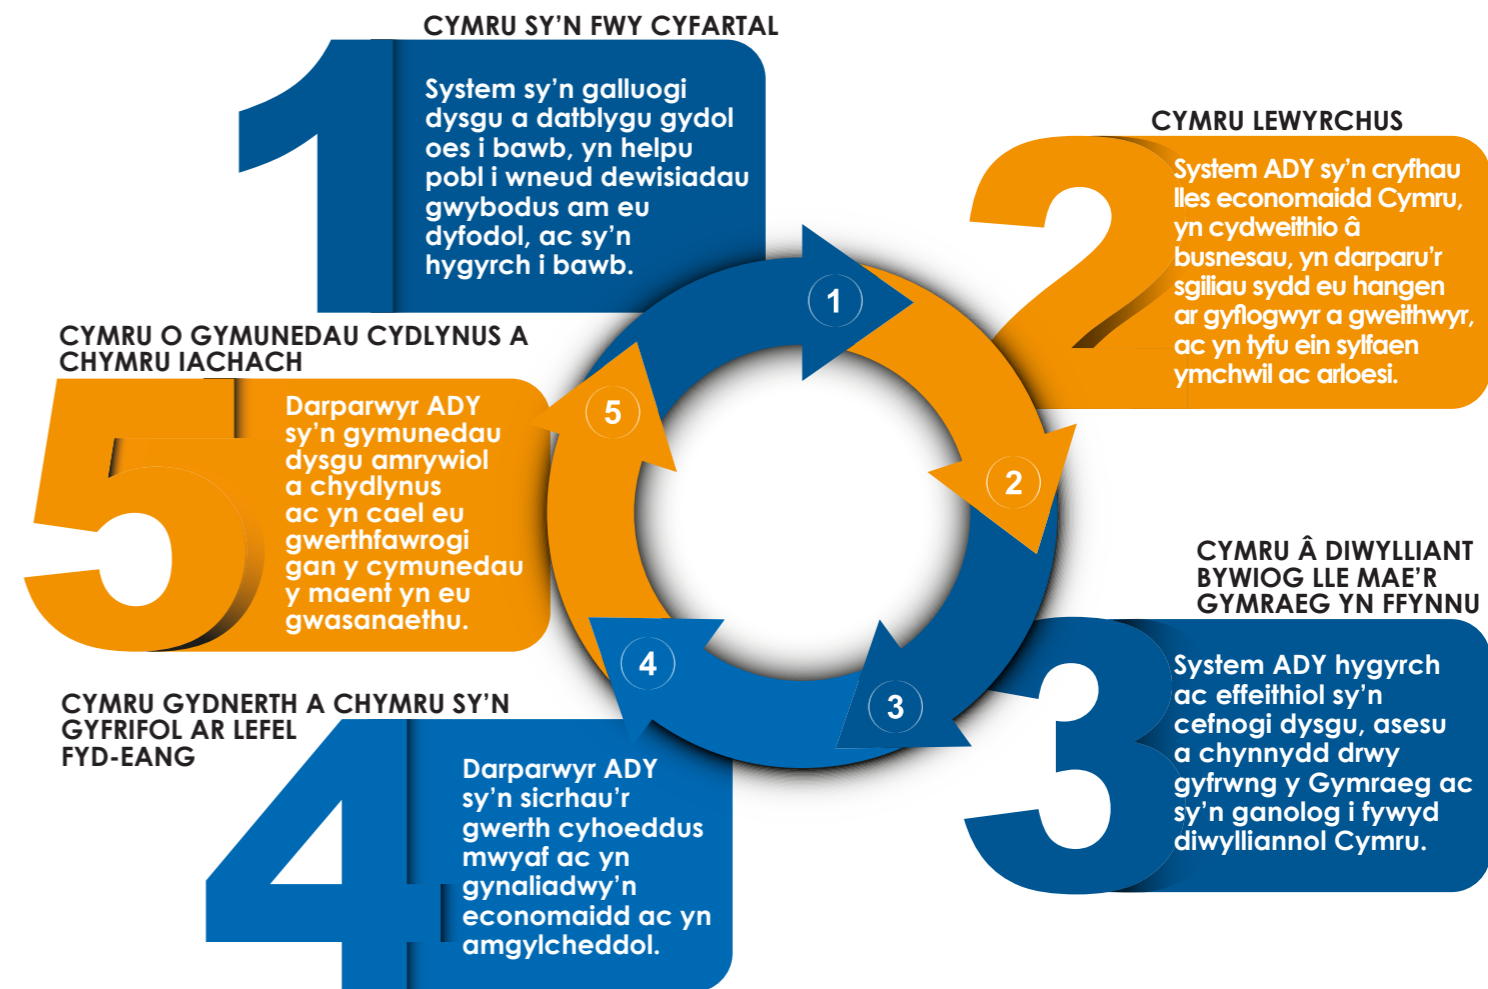 CYMRU SY'N FWY CYFARTAL
1
System sy'n galluogi
dysgu a datblygu gydol
oes i bawb, yn helpu
pobl i wneud dewisiadau
gwybodus am eu
dyfodol, ac sy'n
hygyrch i bawb.
CYMRU LEWYRCHUS
2
System ADY sy'n cryfhau
lles economaidd Cymru,
yn cydweithio â
busnesau, yn darparu'r
sgiliau sydd eu hangen
ar gyflogwyr a gweithwyr,
ac yn tyfu ein sylfaen
ymchwil ac arloesi.
CYMRU Â DIWYLLIANT
BYWIOG LLE MAE'R
GYMRAEG YN FFYNNU
3
System ADY hygyrch
ac effeithiol sy'n
cefnogi dysgu, asesu
a chynnydd drwy
gyfrwng y Gymraeg ac
sy'n ganolog i fywyd
diwylliannol Cymru.
CYMRU GYDNERTH A CHYMRU SY'N
GYFRIFOL AR LEFEL
FYD-EANG
4
Darparwyr ADY
sy'n sicrhau'r
gwerth cyhoeddus
mwyaf ac yn
gynaliadwy'n
economaidd ac yn
amgylcheddol.
CYMRU O GYMUNEDAU CYDLYNUS A
CHYMRU IACHACH
5
Darparwyr ADY
sy'n gymunedau
dysgu amrywiol
a chydlynus
ac yn cael eu
gwerthfawrogi
gan y cymunedau
y maent yn eu
gwasanaethu.
1
2
3
4
5